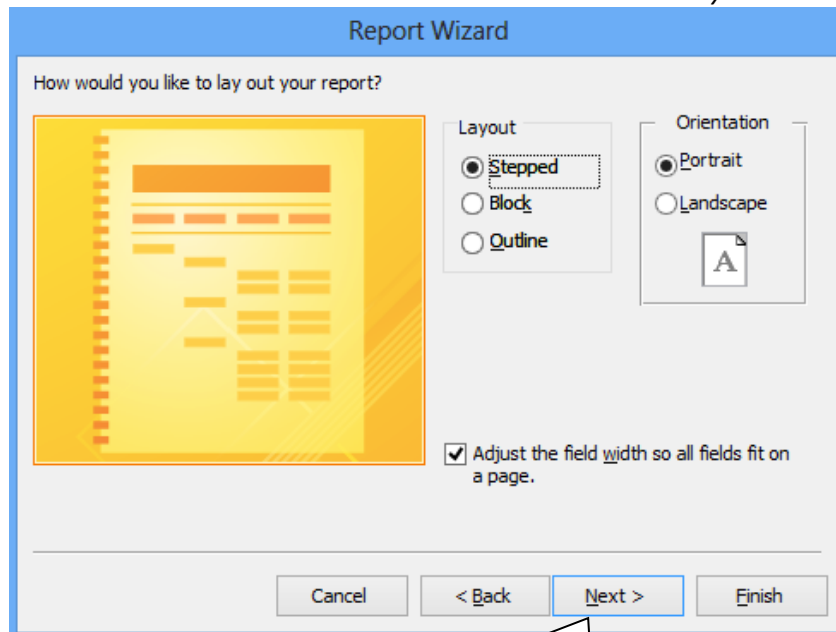 Report Wizard
How would you like to lay out your report?
Layout
Stepped
Block
Outline
Orientation
Portrait
Landscape
A
Adjust the field width so all fields fit on
a page.
Cancel
< Back
Next >
Finish